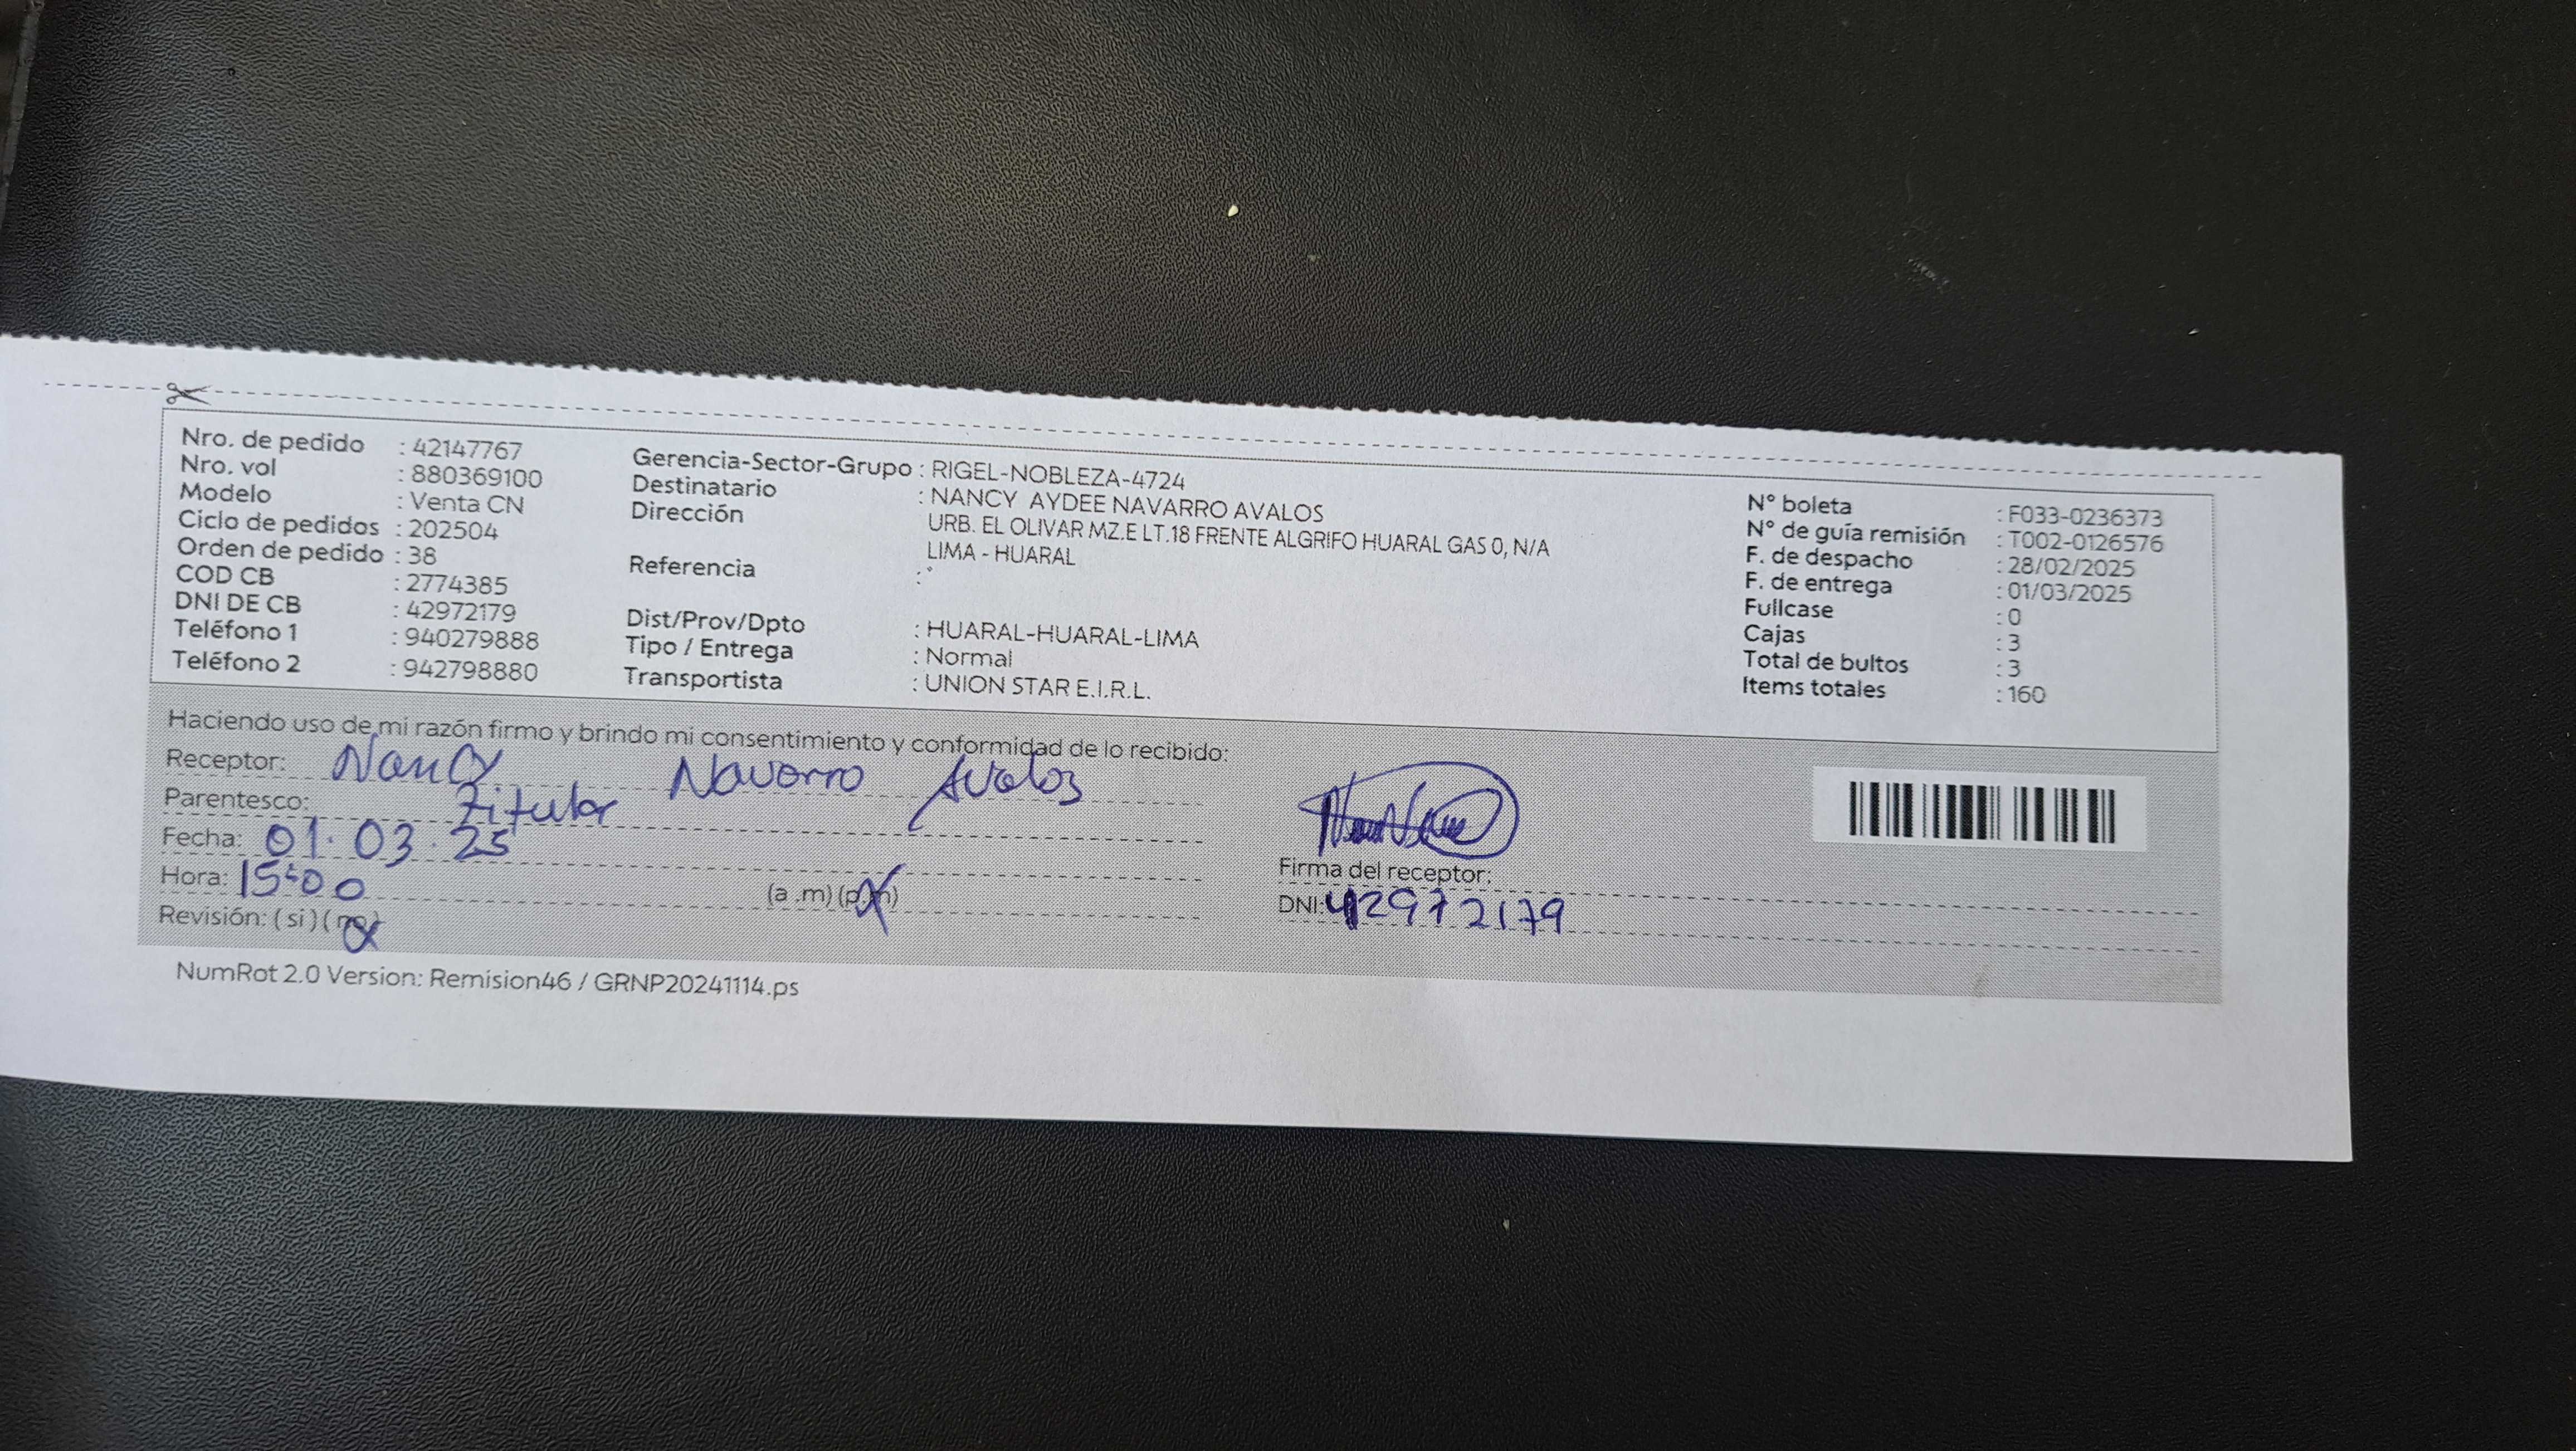 Nro. de pedido : 42147767
Nro. vol : 880369100
Modelo : Venta CN
Ciclo de pedidos : 202504
Orden de pedido : 38
COD CB : 2774385
DNI DE CB : 42972179
Teléfono 1 : 940279888
Teléfono 2 : 942798880
Gerencia-Sector-Grupo : RIGEL-NOBLEZA-4724
Destinatario : NANCY AYDEE NAVARRO AVALOS
Dirección URB. EL OLIVAR MZ.E LT.18 FRENTE ALGRIFO HUARAL GAS 0, N/A
LIMA - HUARAL
Referencia : °
Dist/Prov/Dpto : HUARAL-HUARAL-LIMA
Tipo / Entrega : Normal
Transportista : UNION STAR E.I.R.L.
N° boleta : F033-0236373
N° de guía remisión : T002-0126576
F. de despacho : 28/02/2025
F. de entrega : 01/03/2025
Fullcase : 0
Cajas : 3
Total de bultos : 3
Items totales : 160
Haciendo uso de mi razón firmo y brindo mi consentimiento y conformidad de lo recibido:
Receptor: Nancy Navarro Avalos
Parentesco: Titular
Fecha: 01.03.25
Hora: 15:00 (a .m) (p.m)
Revisión: ( si ) ( no )
Firma del receptor:
DNI: 42972179
NumRot 2.0 Version: Remision46 / GRNP20241114.ps